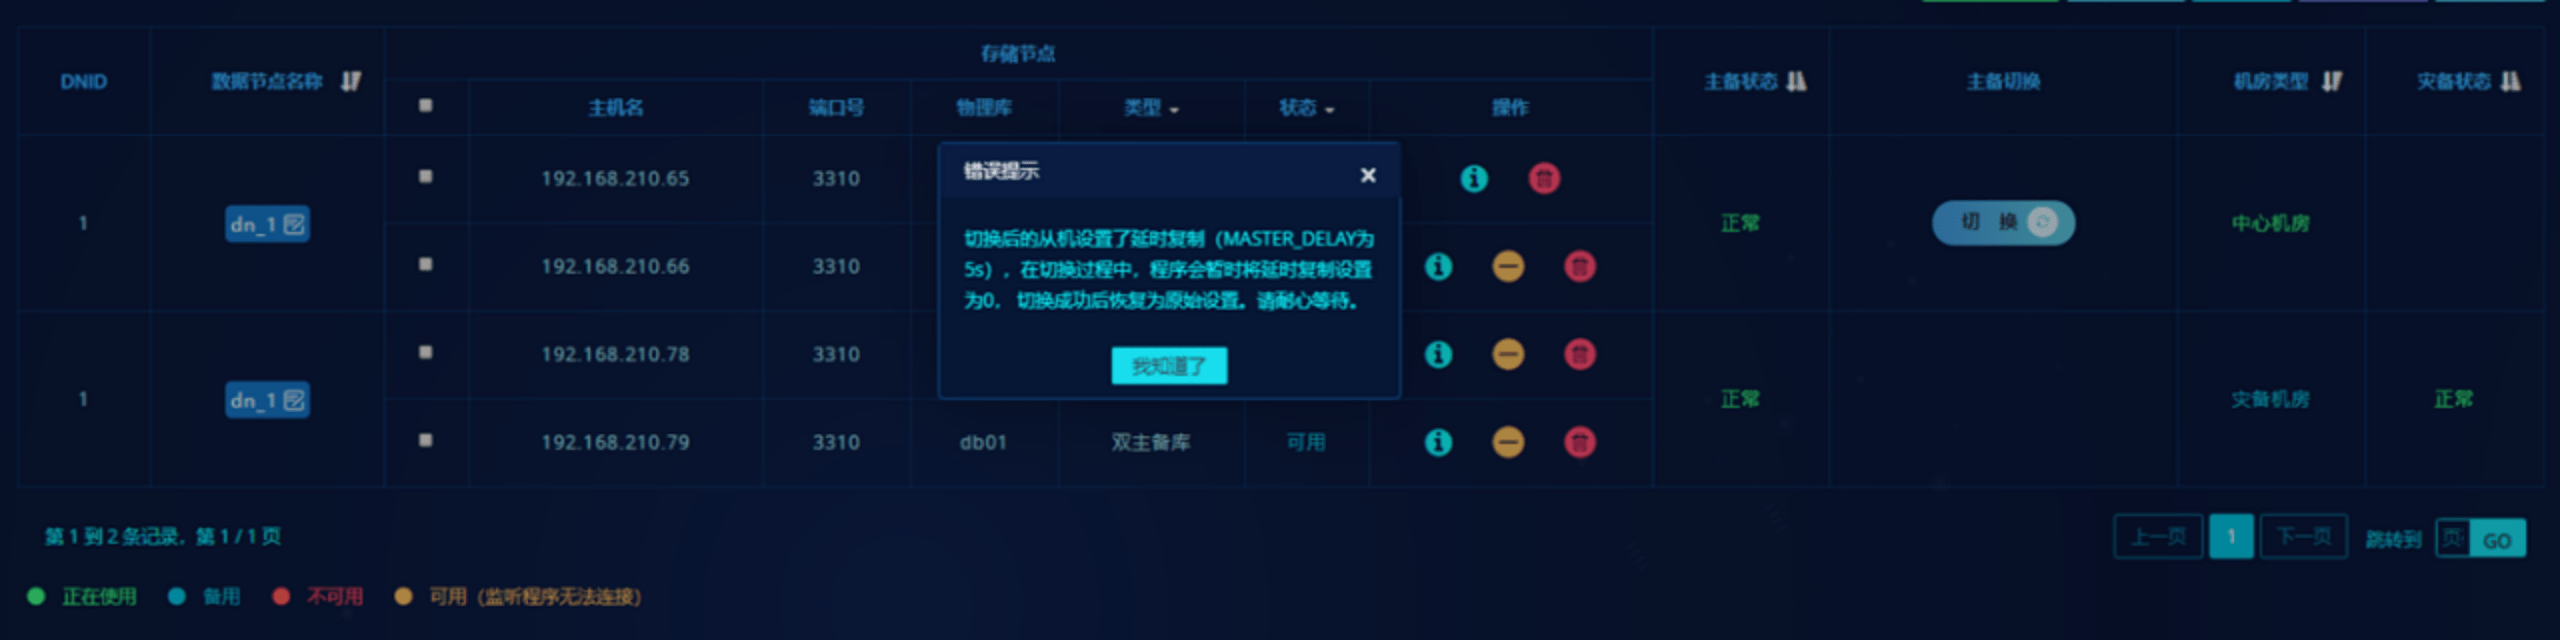 存储节点
DNID 数据节点名称 主备状态 主备切换 机房类型 灾备状态
主机名 端口号 物理库 类型 状态 操作
错误提示
192.168.210.65 3310
1 dn_1 正常 切 换 中心机房
切换后的从机设置了延时复制（MASTER_DELAY为
192.168.210.66 3310
5s），在切换过程中，程序会暂时将延时复制设置
为0， 切换成功后恢复为原始设置。请耐心等待。
192.168.210.78 3310
我知道了
1 dn_1 正常 灾备机房 正常
192.168.210.79 3310 db01 双主备库 可用
第 1 到 2 条记录，第 1 / 1 页
上一页 1 下一页 跳转到 页 GO
正在使用 备用 不可用 可用（监听程序无法连接）